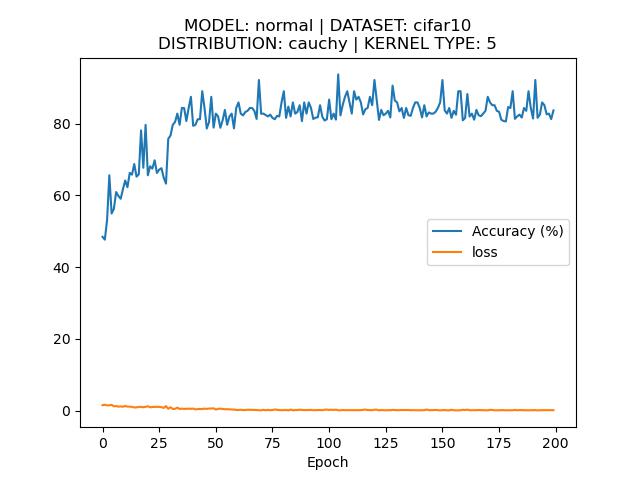 MODEL: normal | DATASET: cifar10
DISTRIBUTION: cauchy | KERNEL TYPE: 5
80
60
40
20
0
Accuracy (%)
loss
0 25 50 75 100 125 150 175 200
Epoch